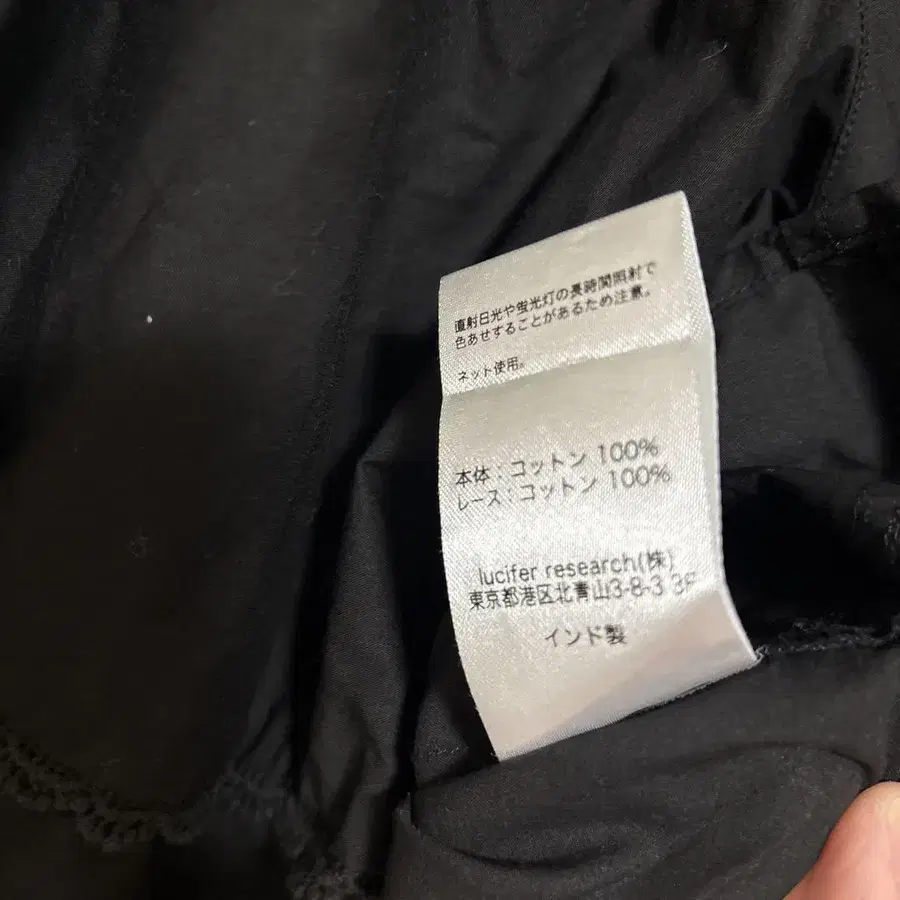 直射日光や蛍光灯の長時間照射で
色あせすることがあるため注意。
ネット使用。
本体：コットン 100%
レース：コットン 100%
lucifer research(株)
東京都港区北青山3-8-3 3F
インド製